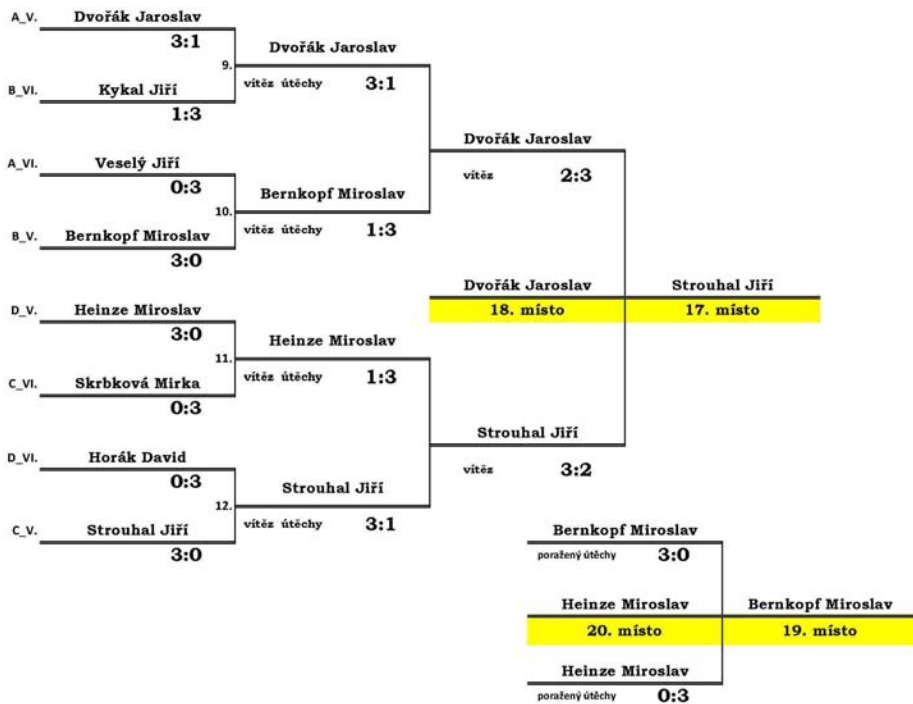 A_V. Dvořák Jaroslav
3:1
9. Dvořák Jaroslav
vítěz útěchy 3:1
B_VI. Kykal Jiří
1:3
Dvořák Jaroslav
vítěz 2:3
A_VI. Veselý Jiří
0:3
10. Bernkopf Miroslav
vítěz útěchy 1:3
B_V. Bernkopf Miroslav
3:0
Dvořák Jaroslav Strouhal Jiří
18. místo 17. místo
D_V. Heinze Miroslav
3:0
11. Heinze Miroslav
vítěz útěchy 1:3
C_VI. Skrbková Mirka
0:3
Strouhal Jiří
vítěz 3:2
D_VI. Horák David
0:3
12. Strouhal Jiří
vítěz útěchy 3:1
C_V. Strouhal Jiří
3:0
Bernkopf Miroslav
poražený útěchy 3:0
Heinze Miroslav Bernkopf Miroslav
20. místo 19. místo
Heinze Miroslav
poražený útěchy 0:3